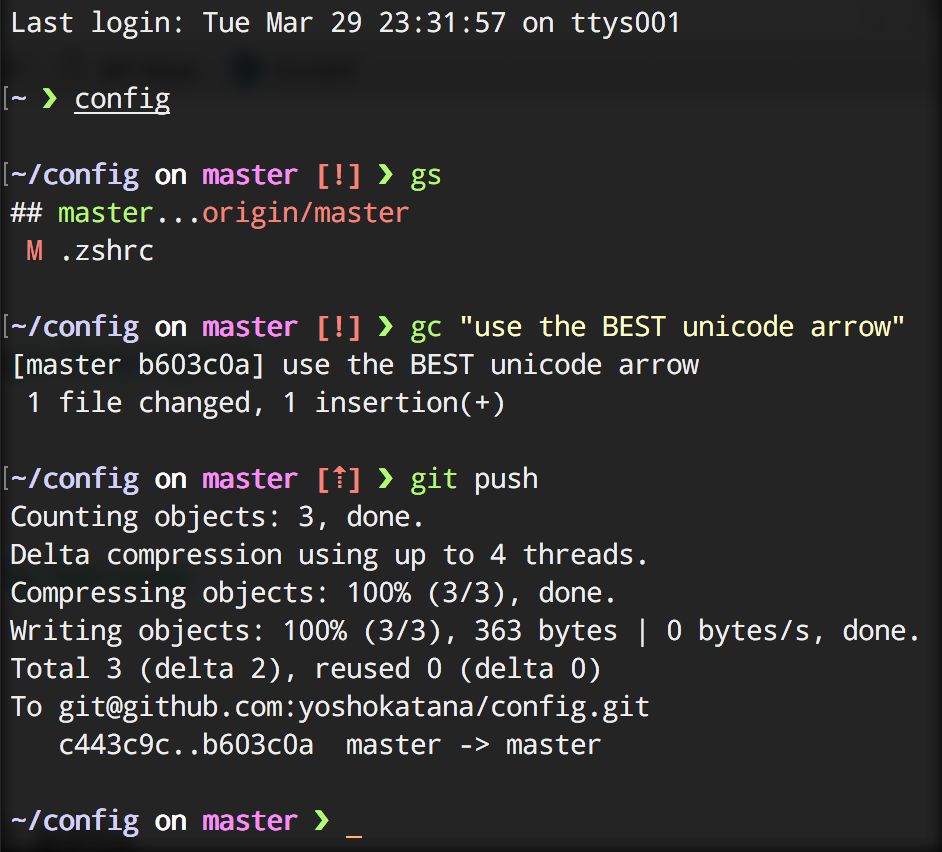 Last login: Tue Mar 29 23:31:57 on ttys001
[~ ❯ config
[~/config on master [!] ❯ gs
## master...origin/master
 M .zshrc
[~/config on master [!] ❯ gc "use the BEST unicode arrow"
[master b603c0a] use the BEST unicode arrow
 1 file changed, 1 insertion(+)
[~/config on master [⇡] ❯ git push
Counting objects: 3, done.
Delta compression using up to 4 threads.
Compressing objects: 100% (3/3), done.
Writing objects: 100% (3/3), 363 bytes | 0 bytes/s, done.
Total 3 (delta 2), reused 0 (delta 0)
To git@github.com:yoshokatana/config.git
   c443c9c..b603c0a  master -> master
~/config on master ❯ _